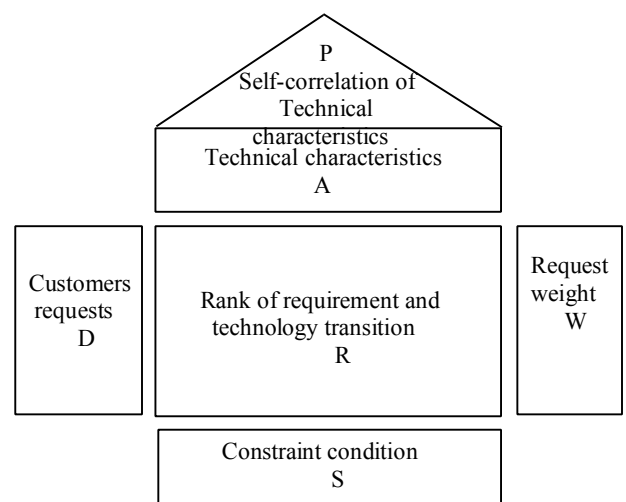 P
Self-correlation of
Technical
characteristics
Technical characteristics
A
Customers
requests
D
Rank of requirement and
technology transition
R
Request
weight
W
Constraint condition
S